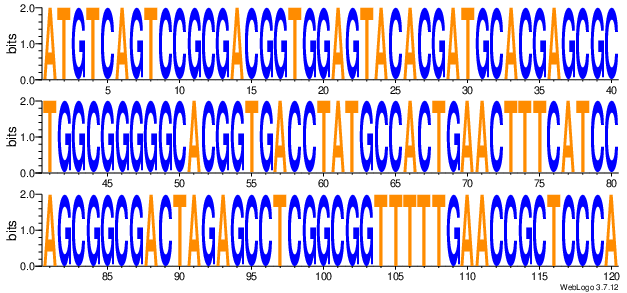 2.0
1.0
0.0
bits
ATGTCAGTCCGCGACGGTGGAGTACACGATGCACGAGCGC
5 10 15 20 25 30 35 40
2.0
1.0
0.0
bits
TGGCGGGGGCACGGTGACCTATGCCACTGAACTTTCATCC
45 50 55 60 65 70 75 80
2.0
1.0
0.0
bits
AGCGGCGACTAGAGCCTCGGCGGTTTTTGAACCGCTCCCA
85 90 95 100 105 110 115 120
WebLogo 3.7.12